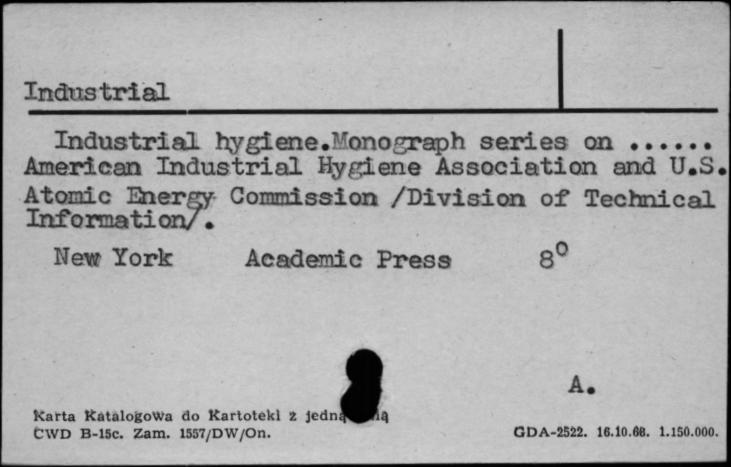 Industrial
Industrial hygiene.Monograph series on ......
American Industrial Hygiene Association and U.S.
Atomic Energy Commission /Division of Technical
Information/.
New York Academic Press 8°
A.
Karta Katalogowa do Kartoteki z
CWD B-15c. Zam. 1557/DW/On. GDA-2522. 16.10.68. 1.150.000.